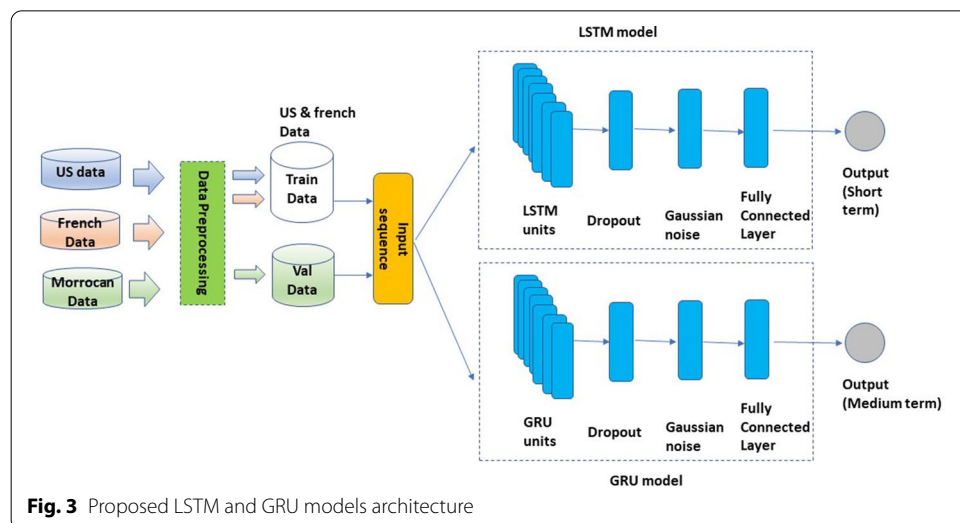 LSTM model
US & french
Data
US data
French
Data
Morrocan
Data
Data Preprocessing
Train
Data
Val
Data
Input
sequence
LSTM
units
Dropout
Gaussian
noise
Fully
Connected
Layer
Output
(Short
term)
GRU
units
Dropout
Gaussian
noise
Fully
Connected
Layer
Output
(Medium term)
GRU model
Fig. 3 Proposed LSTM and GRU models architecture